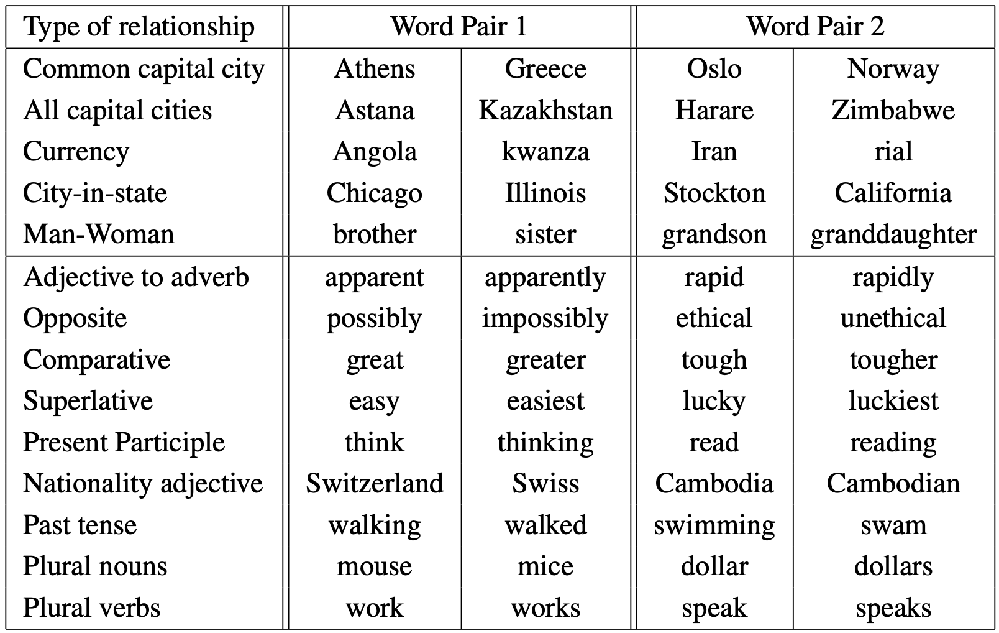 Type of relationship Word Pair 1 Word Pair 2
Common capital city Athens Greece Oslo Norway
All capital cities Astana Kazakhstan Harare Zimbabwe
Currency Angola kwanza Iran rial
City-in-state Chicago Illinois Stockton California
Man-Woman brother sister grandson granddaughter
Adjective to adverb apparent apparently rapid rapidly
Opposite possibly impossibly ethical unethical
Comparative great greater tough tougher
Superlative easy easiest lucky luckiest
Present Participle think thinking read reading
Nationality adjective Switzerland Swiss Cambodia Cambodian
Past tense walking walked swimming swam
Plural nouns mouse mice dollar dollars
Plural verbs work works speak speaks